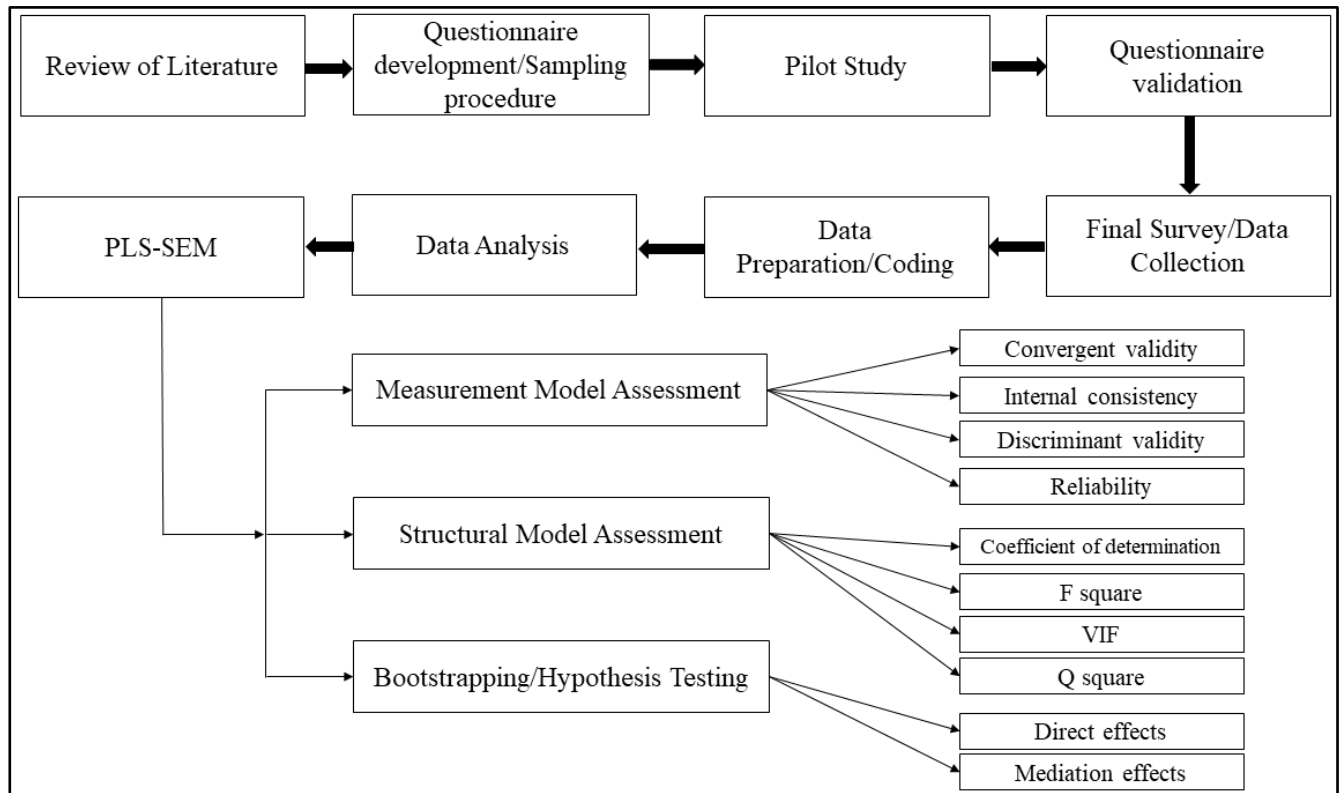 Review of Literature
Questionnaire
development/Sampling
procedure
Pilot Study
Questionnaire
validation
PLS-SEM
Data Analysis
Data
Preparation/Coding
Final Survey/Data
Collection
Measurement Model Assessment
Convergent validity
Internal consistency
Discriminant validity
Reliability
Structural Model Assessment
Coefficient of determination
F square
VIF
Q square
Bootstrapping/Hypothesis Testing
Direct effects
Mediation effects